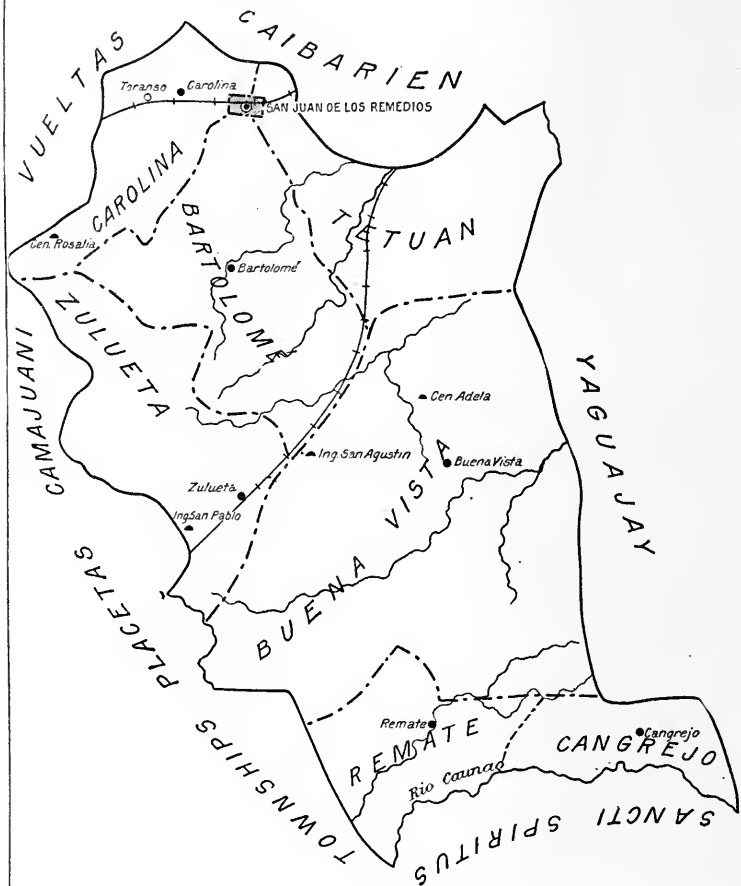 CAIBARIEN
VUELTAS
Toranso
Carolina
SAN JUAN DE LOS REMEDIOS
CAROLINA
Cen. Rosalia
BARTOLOME
TETUAN
Bartolomé
ZULUETA
CAMAJUANI
YAGUAJAY
Cen. Adela
Ing. San Agustin
Buena Vista
Zulueta
Ing. San Pablo
BUENA VISTA
TOWNSHIPS PLACETAS
Remate
REMATE
Cangrejo
CANGREJO
Rio Caunao
SANCTI SPIRITUS